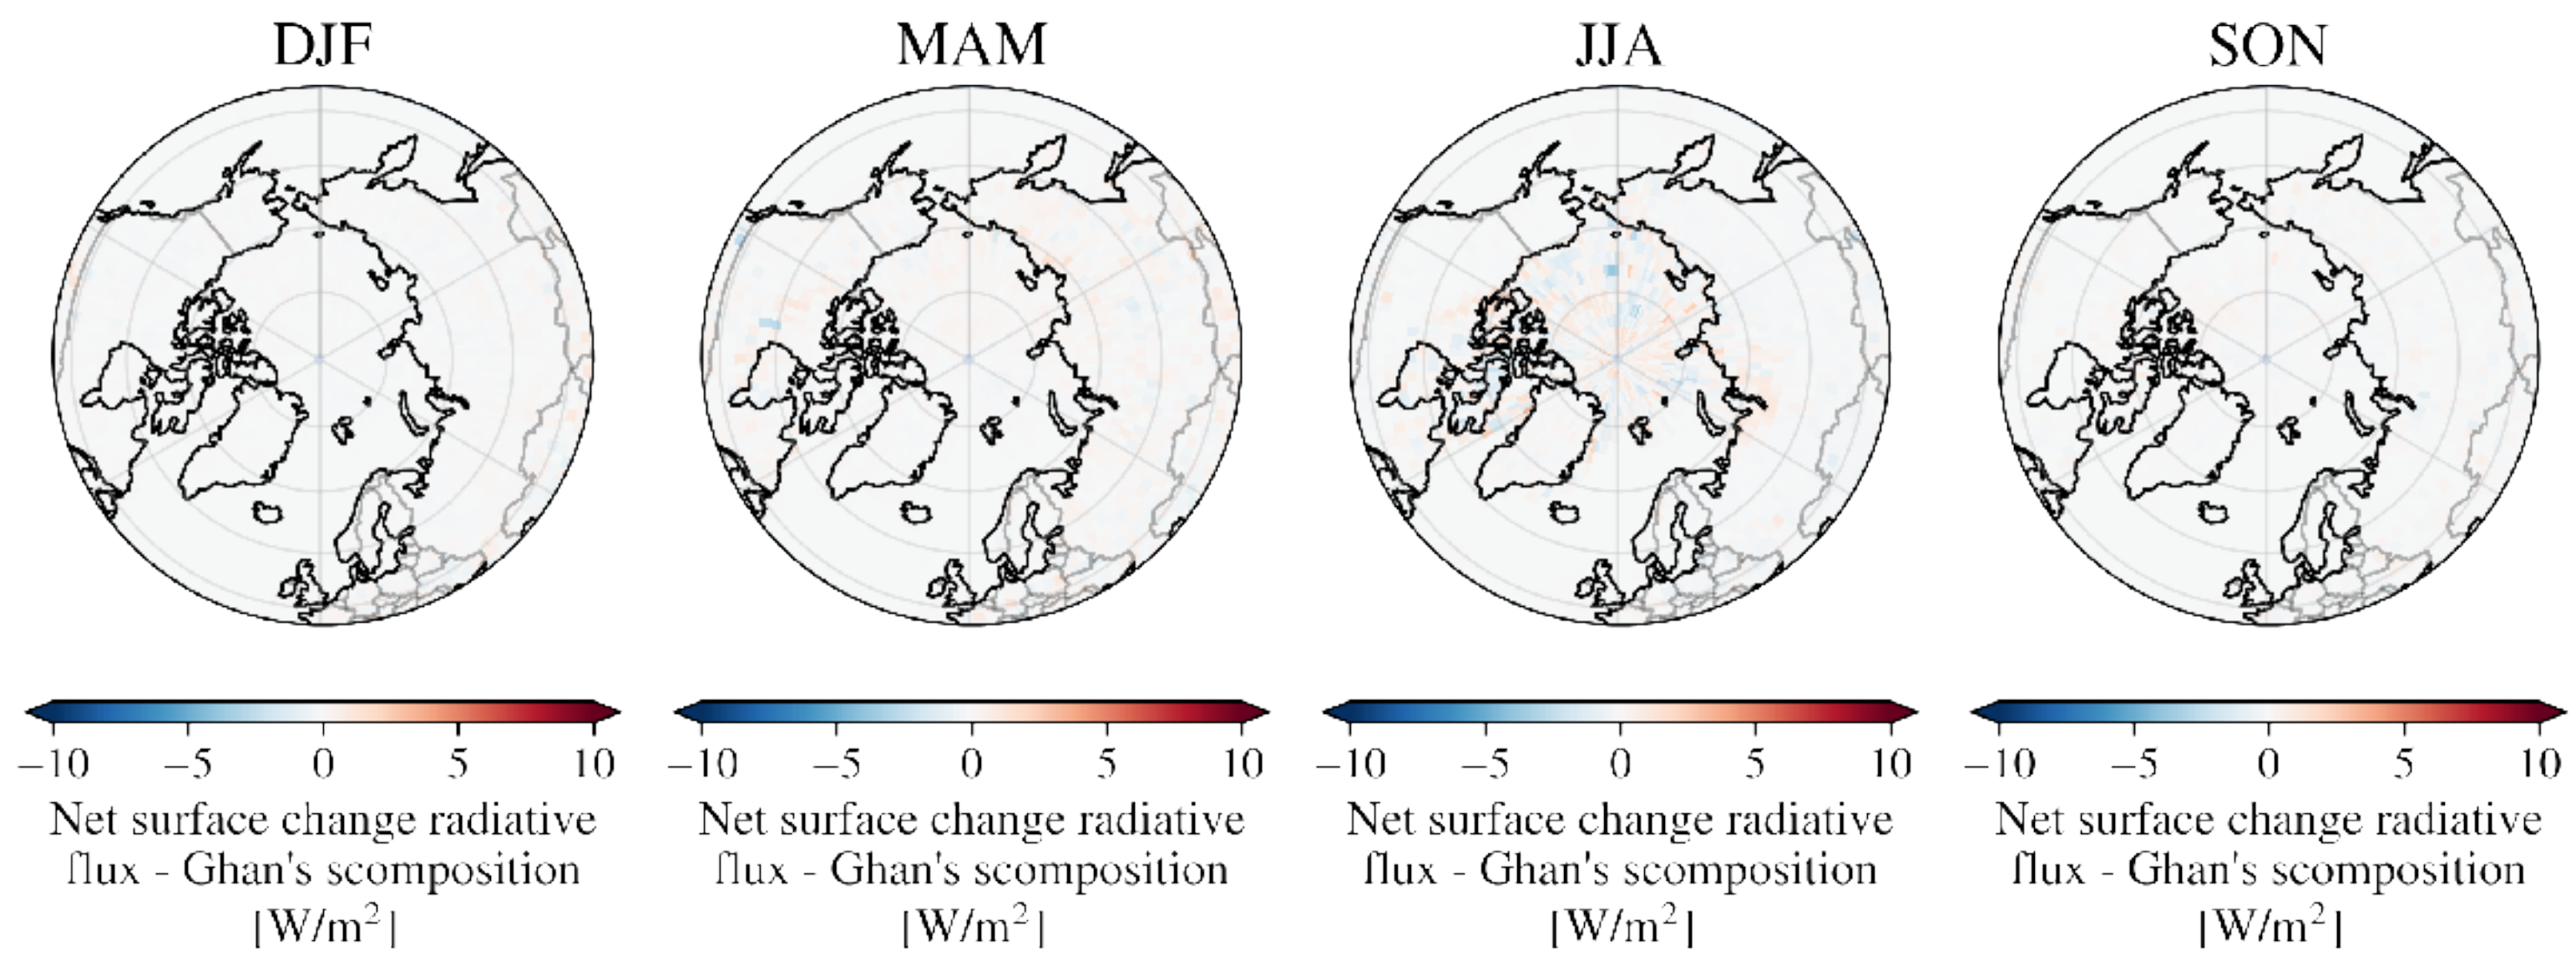 DJF
MAM
JJA
SON
−10 −5 0 5 10
−10 −5 0 5 10
−10 −5 0 5 10
−10 −5 0 5 10
Net surface change radiative
flux - Ghan's scomposition
[W/m²]
Net surface change radiative
flux - Ghan's scomposition
[W/m²]
Net surface change radiative
flux - Ghan's scomposition
[W/m²]
Net surface change radiative
flux - Ghan's scomposition
[W/m²]